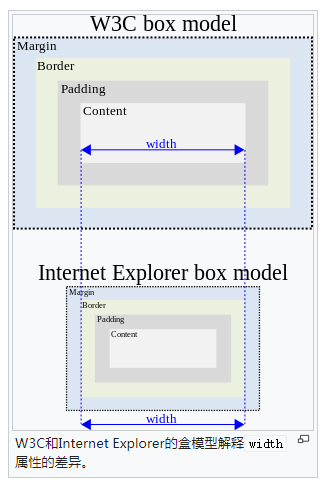 W3C box model
Margin
Border
Padding
Content
width
Internet Explorer box model
Margin
Border
Padding
Content
width
W3C和Internet Explorer的盒模型解释 width
属性的差异。